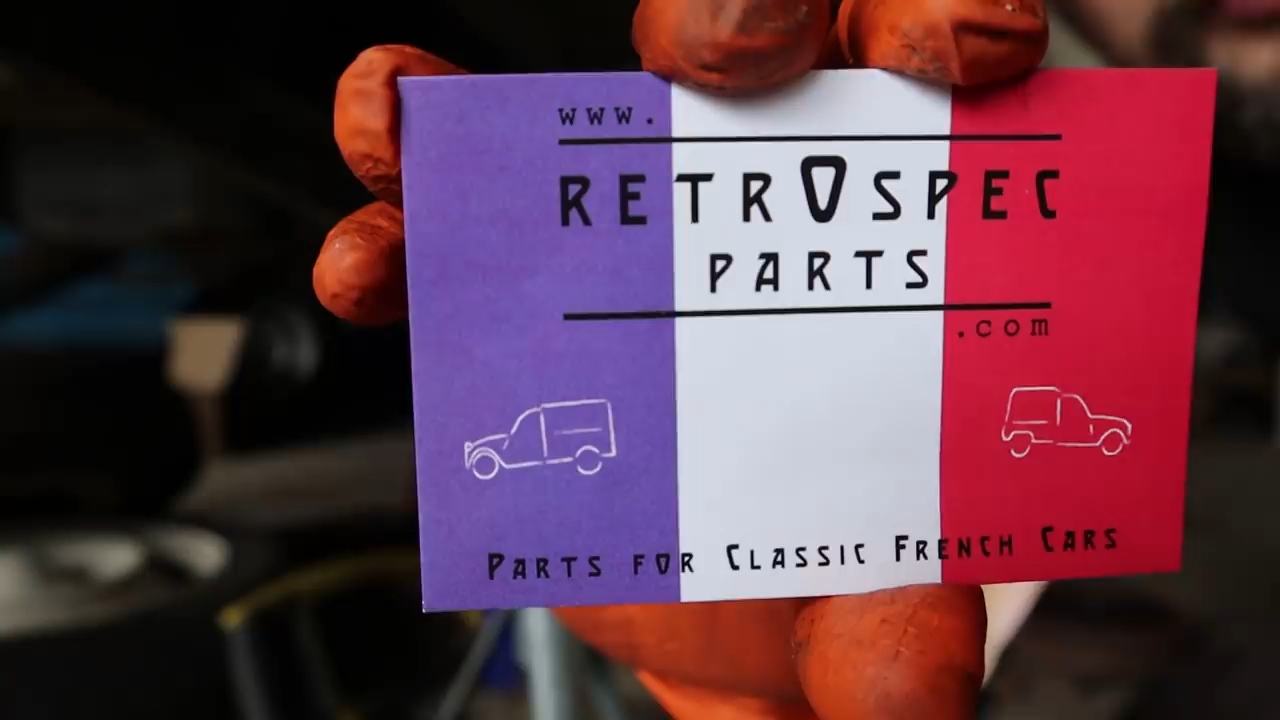 www.
RETROSPEC
PARTS
.com
PARTS FOR CLASSIC FRENCH CARS